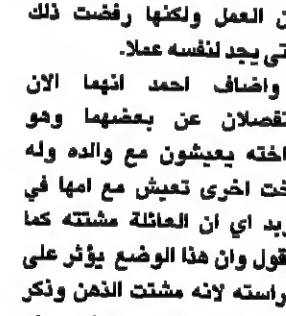 ن العمل ولكنها رفضت ذلك
تى يجد لنفسه عملا.
واضاف احمد انهما الان
نفصلان عن بعضهما وهو
اخته يعيشون مع والده وله
خت اخرى تعيش مع امها في
ربد اي ان العائلة مشتته كما
قول وان هذا الوضع يؤثر على
راسته لانه مشتت الذهن وذكر